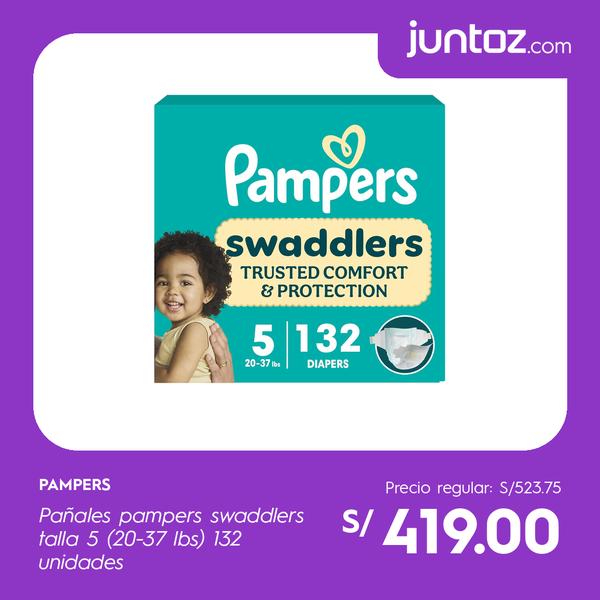 juntoz.com
Pampers
swaddlers
TRUSTED COMFORT
& PROTECTION
5
20-37 lbs
132
DIAPERS
PAMPERS
Pañales pampers swaddlers
talla 5 (20-37 lbs) 132
unidades
Precio regular: S/523.75
S/ 419.00